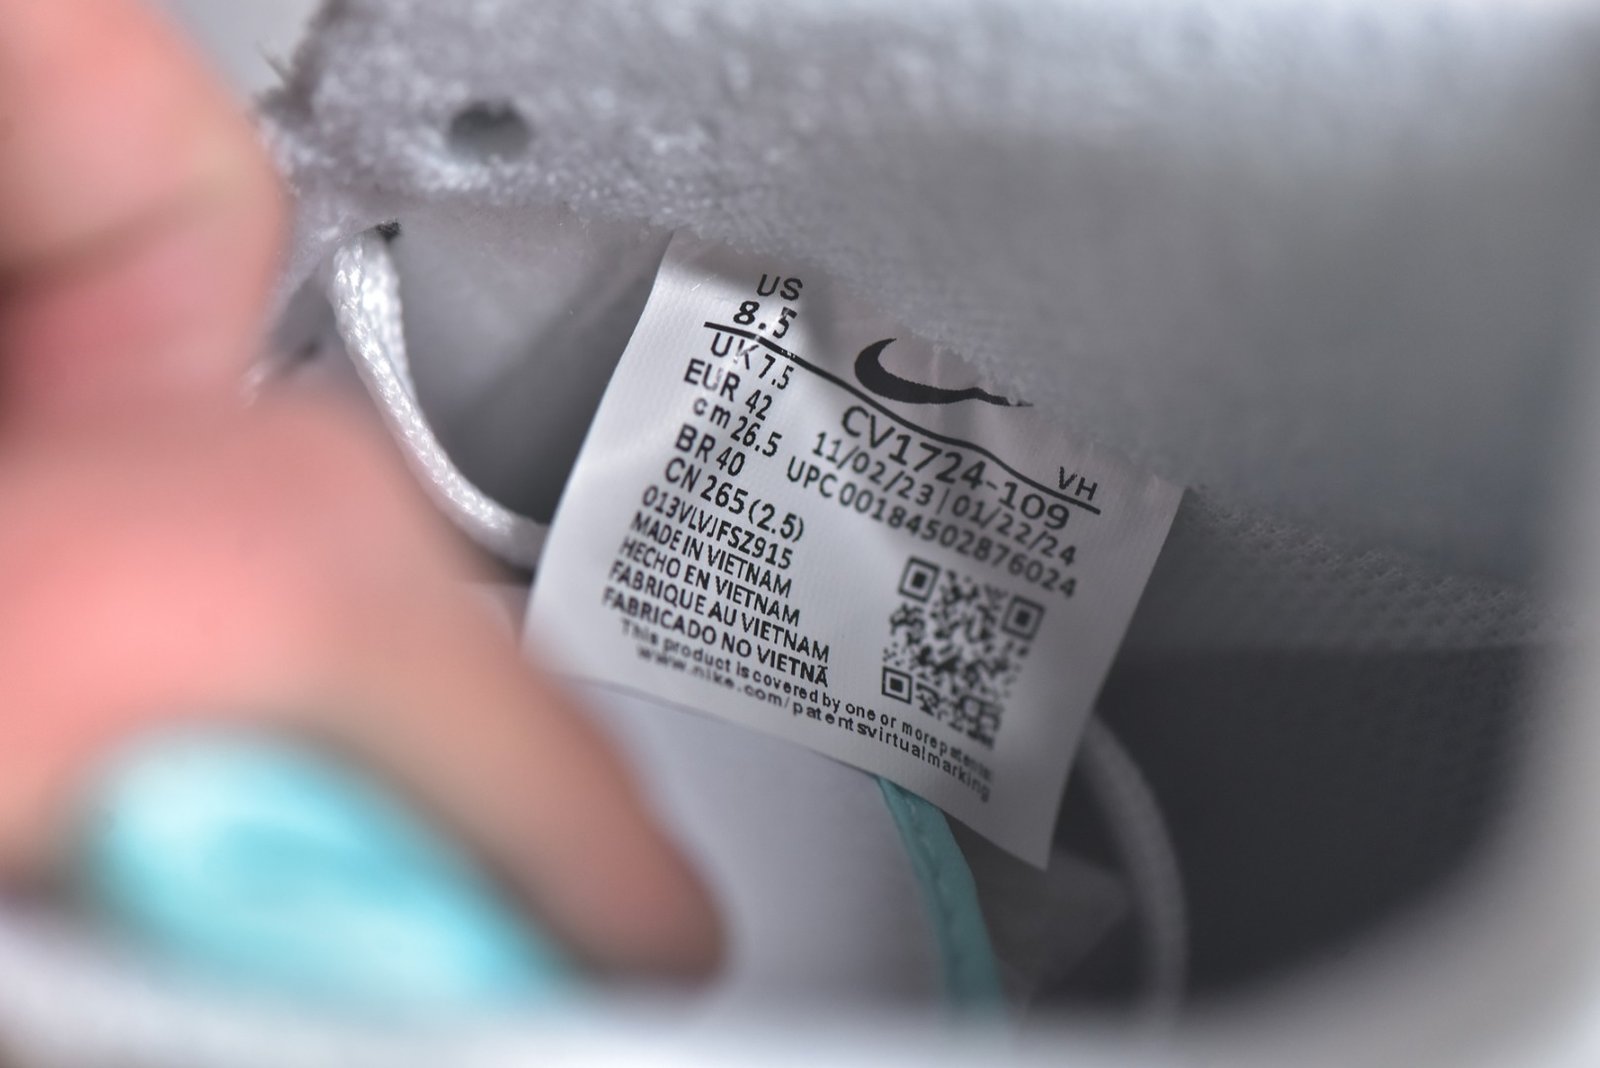 US
8.5
UK 7.5
EUR 42
cm 26.5
BR 40
CN 265 (2.5)
013VLVJFSZ915
MADE IN VIETNAM
HECHO EN VIETNAM
FABRIQUE AU VIETNAM
FABRICADO NO VIETNÃ
This product is covered by one or more patents:
www.nike.com/patentsvirtualmarking
VH
CV1724-109
11/02/23 | 01/22/24
UPC 00184502876024